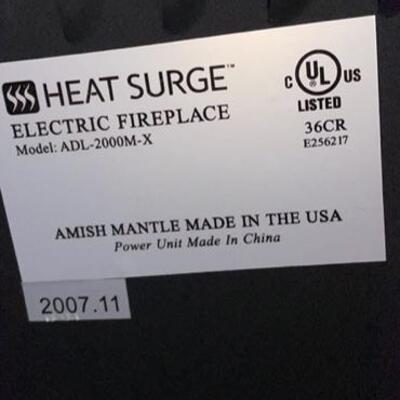 HEAT SURGE™
ELECTRIC FIREPLACE
Model: ADL-2000M-X
C UL US
LISTED
36CR
E256217
AMISH MANTLE MADE IN THE USA
Power Unit Made In China
2007.11